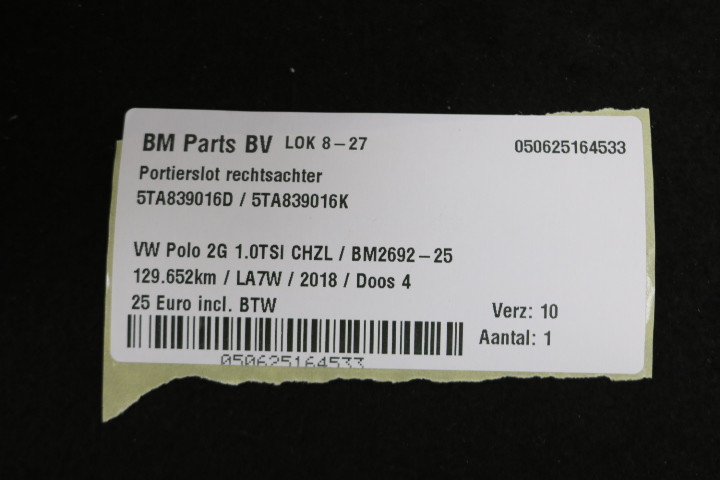 BM Parts BV LOK 8-27 050625164533
Portierslot rechtsachter
5TA839016D / 5TA839016K
VW Polo 2G 1.0TSI CHZL / BM2692-25
129.652km / LA7W / 2018 / Doos 4
25 Euro incl. BTW
Verz: 10
Aantal: 1
050625164533